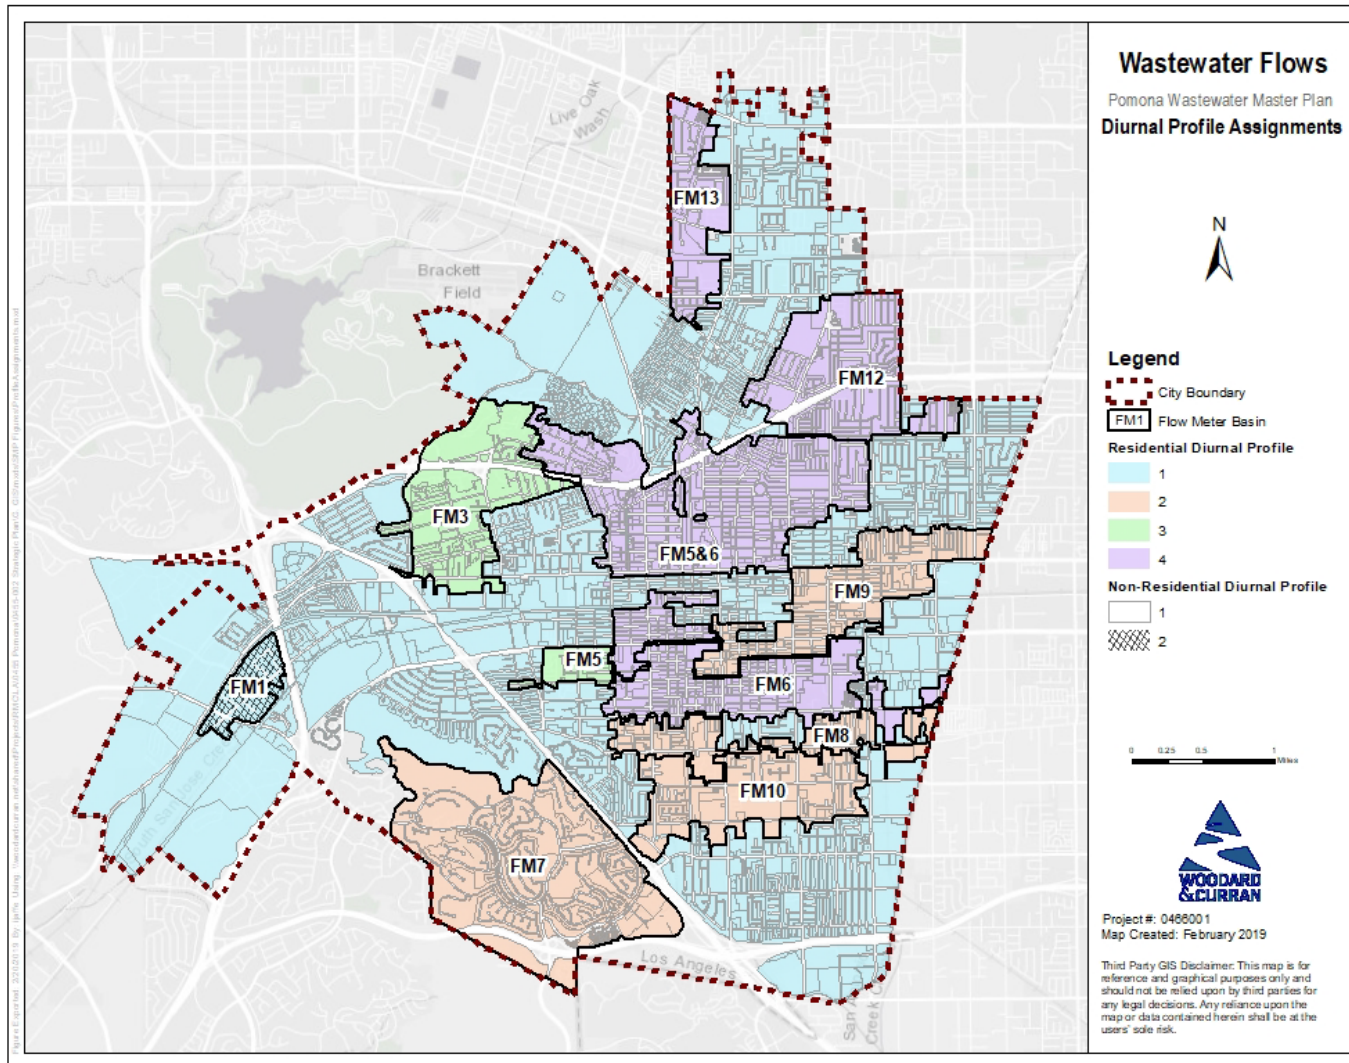 Wastewater Flows
Pomona Wastewater Master Plan
Diurnal Profile Assignments
N
Legend
City Boundary
FM1 Flow Meter Basin
Residential Diurnal Profile
1
2
3
4
Non-Residential Diurnal Profile
1
2
0 0.25 0.5 1
Miles
WOODARD
&CURRAN
Project #: 0466001
Map Created: February 2019
Third Party GIS Disclaimer: This map is for
reference and graphical purposes only and
should not be relied upon by third parties for
any legal decisions. Any reliance upon the
map or data contained herein shall be at the
users' sole risk.
Live Oak
Wash
Brackett
Field
FM13
FM12
FM3
FM5&6
FM9
FM5
FM6
FM1
FM8
FM10
FM7
Los Angeles
San A
Creek C